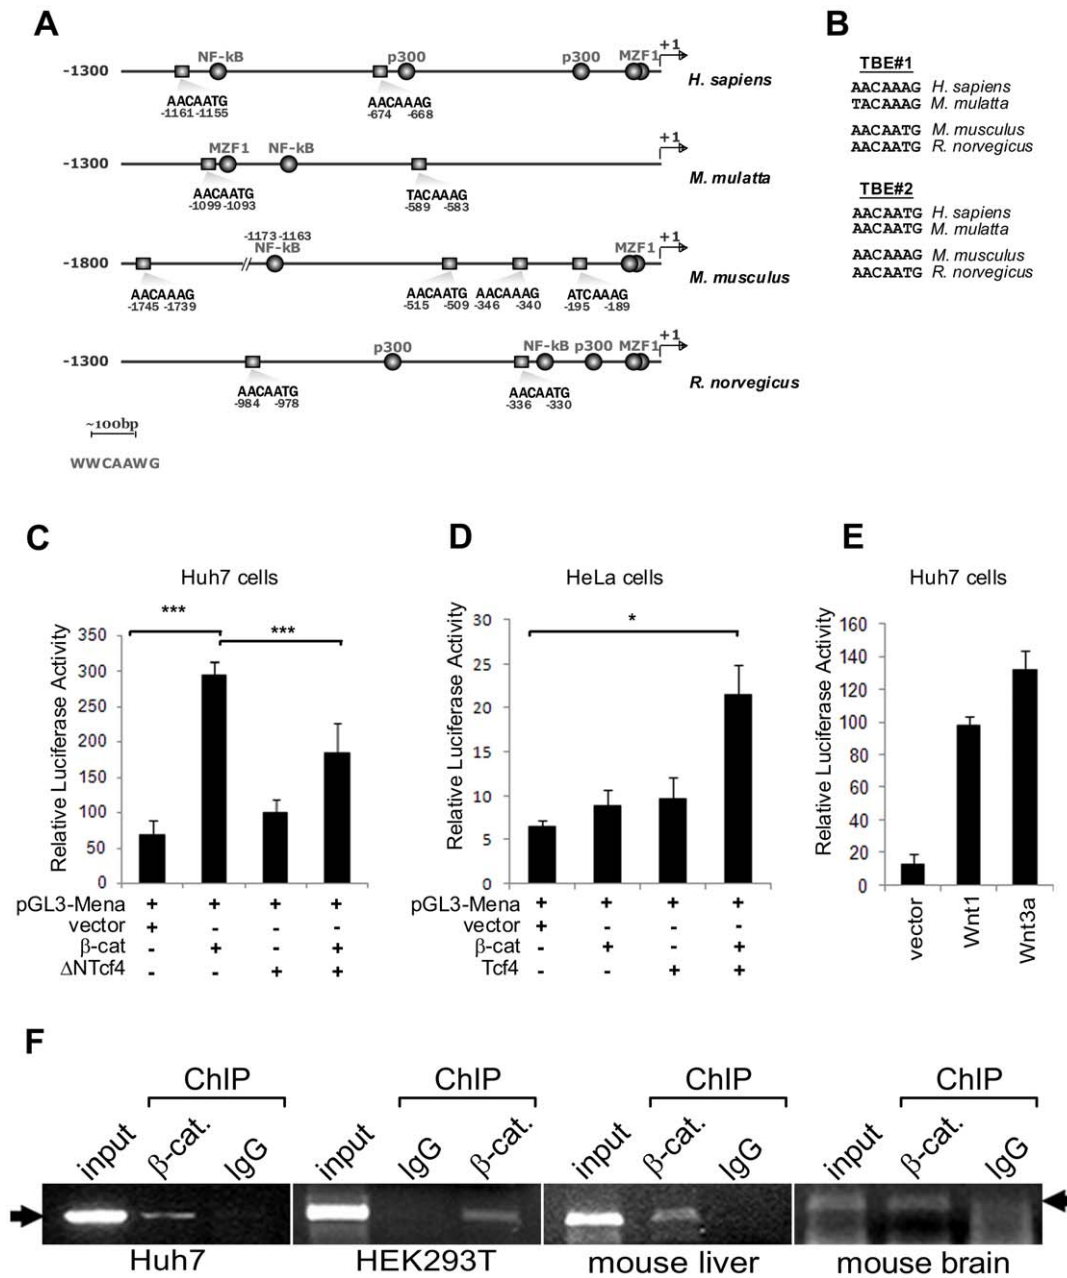 A
NF-kB p300 p300 MZF1 +1
-1300 H. sapiens
AACAATG AACAAAG
-1161 -1155 -674 -668
MZF1 NF-kB +1
-1300 M. mulatta
AACAATG TACAAAG
-1099 -1093 -589 -583
-1173 -1163
NF-kB MZF1 +1
-1800 // M. musculus
AACAAAG AACAATG AACAAAG ATCAAAG
-1745 -1739 -515 -509 -346 -340 -195 -189
p300 NF-kB p300 MZF1 +1
-1300 R. norvegicus
AACAATG AACAATG
-984 -978 -336 -330
~100bp
WWCAAWG
B
TBE#1
AACAAAG H. sapiens
TACAAAG M. mulatta
AACAATG M. musculus
AACAATG R. norvegicus
TBE#2
AACAATG H. sapiens
AACAATG M. mulatta
AACAAAG M. musculus
AACAATG R. norvegicus
C
Huh7 cells
*** ***
Relative Luciferase Activity
350
300
250
200
150
100
50
0
pGL3-Mena + + + +
vector + - - -
β-cat - + - +
ΔNTcf4 - - + +
D
HeLa cells
*
Relative Luciferase Activity
30
25
20
15
10
5
0
pGL3-Mena + + + +
vector + - - -
β-cat - + - +
Tcf4 - - + +
E
Huh7 cells
Relative Luciferase Activity
160
140
120
100
80
60
40
20
0
vector Wnt1 Wnt3a
F
ChIP ChIP ChIP ChIP
input β-cat. IgG input IgG β-cat. input β-cat. IgG input β-cat. IgG
Huh7 HEK293T mouse liver mouse brain